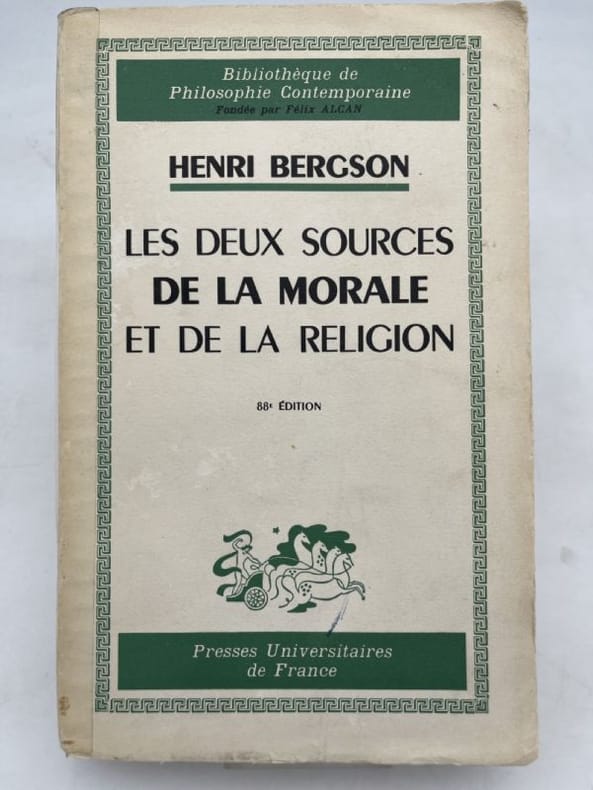 Bibliothèque de
Philosophie Contemporaine
Fondée par Félix ALCAN
HENRI BERGSON
LES DEUX SOURCES
DE LA MORALE
ET DE LA RELIGION
88ᵉ ÉDITION
Presses Universitaires
de France